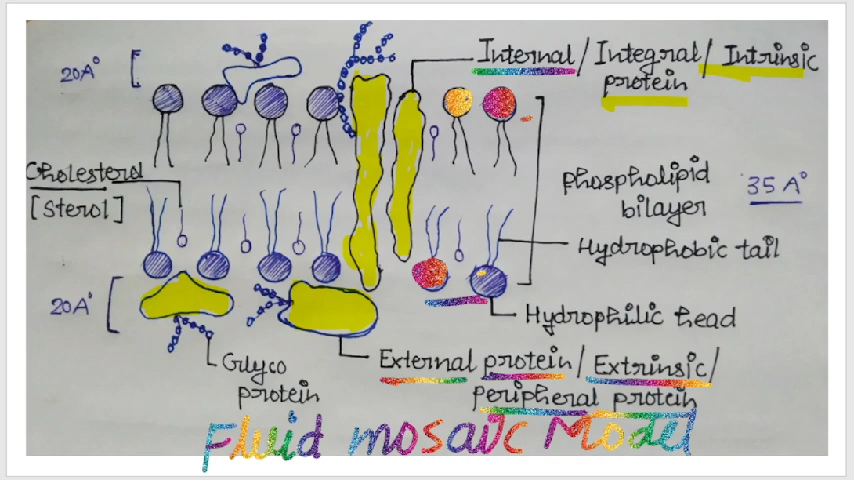 20A°
Internal/Integral/Intrinsic
protein
Cholesterol
[Sterol]
phospholipid
bilayer
35 A°
Hydrophobic tail
20A°
Hydrophilic head
Glyco
protein
External protein/Extrinsic/
peripheral protein
Fluid mosaic Model